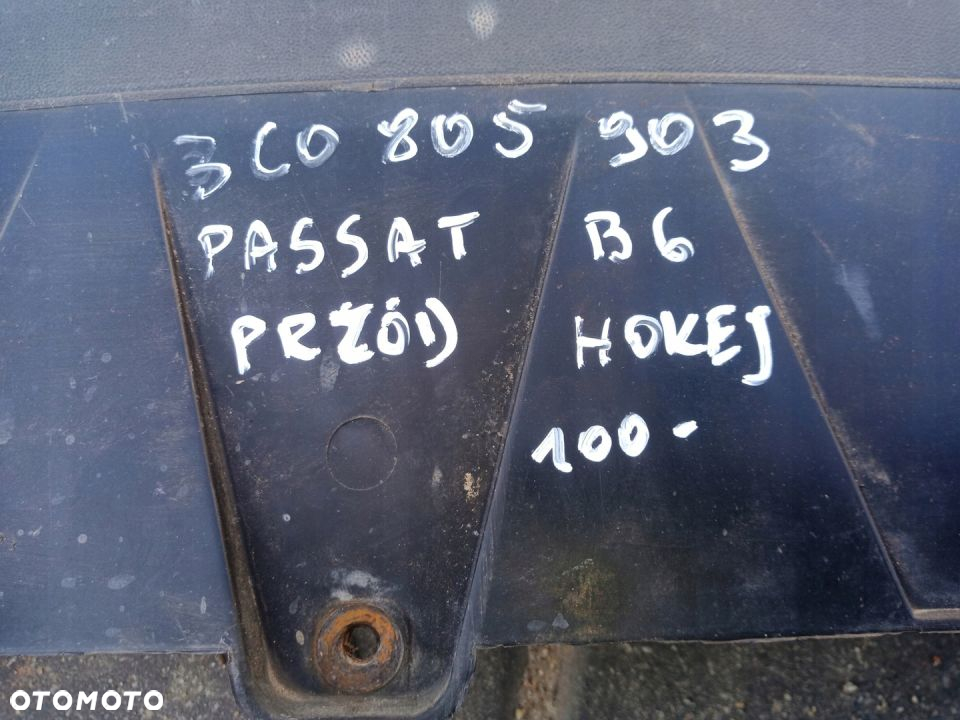 3C0 805 903
PASSAT B6
PRZÓD HOKEJ
100-
OTOMOTO